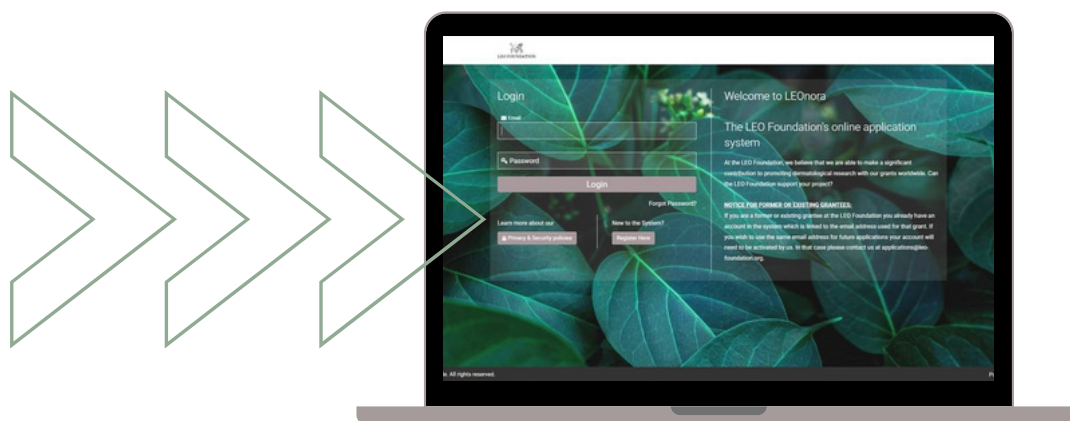 LEO FOUNDATION
Login
Email
Password
Login
Forgot Password?
Learn more about our
Privacy & Security policies
New to the System?
Register Here
Welcome to LEOnora
The LEO Foundation's online application
system
At the LEO Foundation, we believe that we are able to make a significant
contribution to promoting dermatological research with our grants worldwide. Can
the LEO Foundation support your project?
NOTICE FOR FORMER OR EXISTING GRANTEES:
If you are a former or existing grantee at the LEO Foundation you already have an
account in the system which is linked to the email address used for that grant. If
you wish to use the same email address for future applications your account will
need to be activated by us. In that case please contact us at applications@leo-
foundation.org.
All rights reserved.